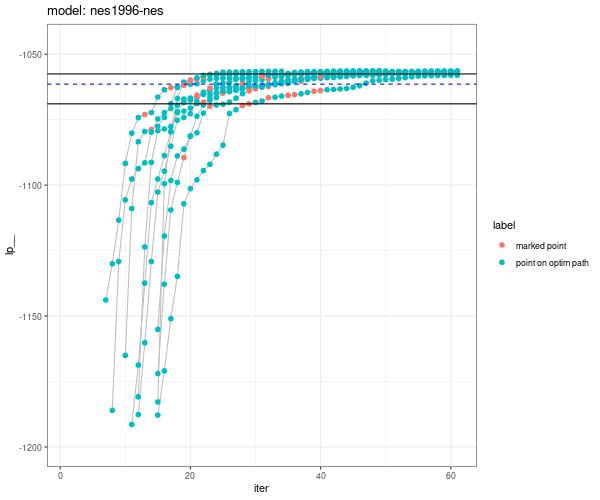 model: nes1996-nes
-1050
-1100
-1150
-1200
lp__
0
20
40
60
iter
label
marked point
point on optim path